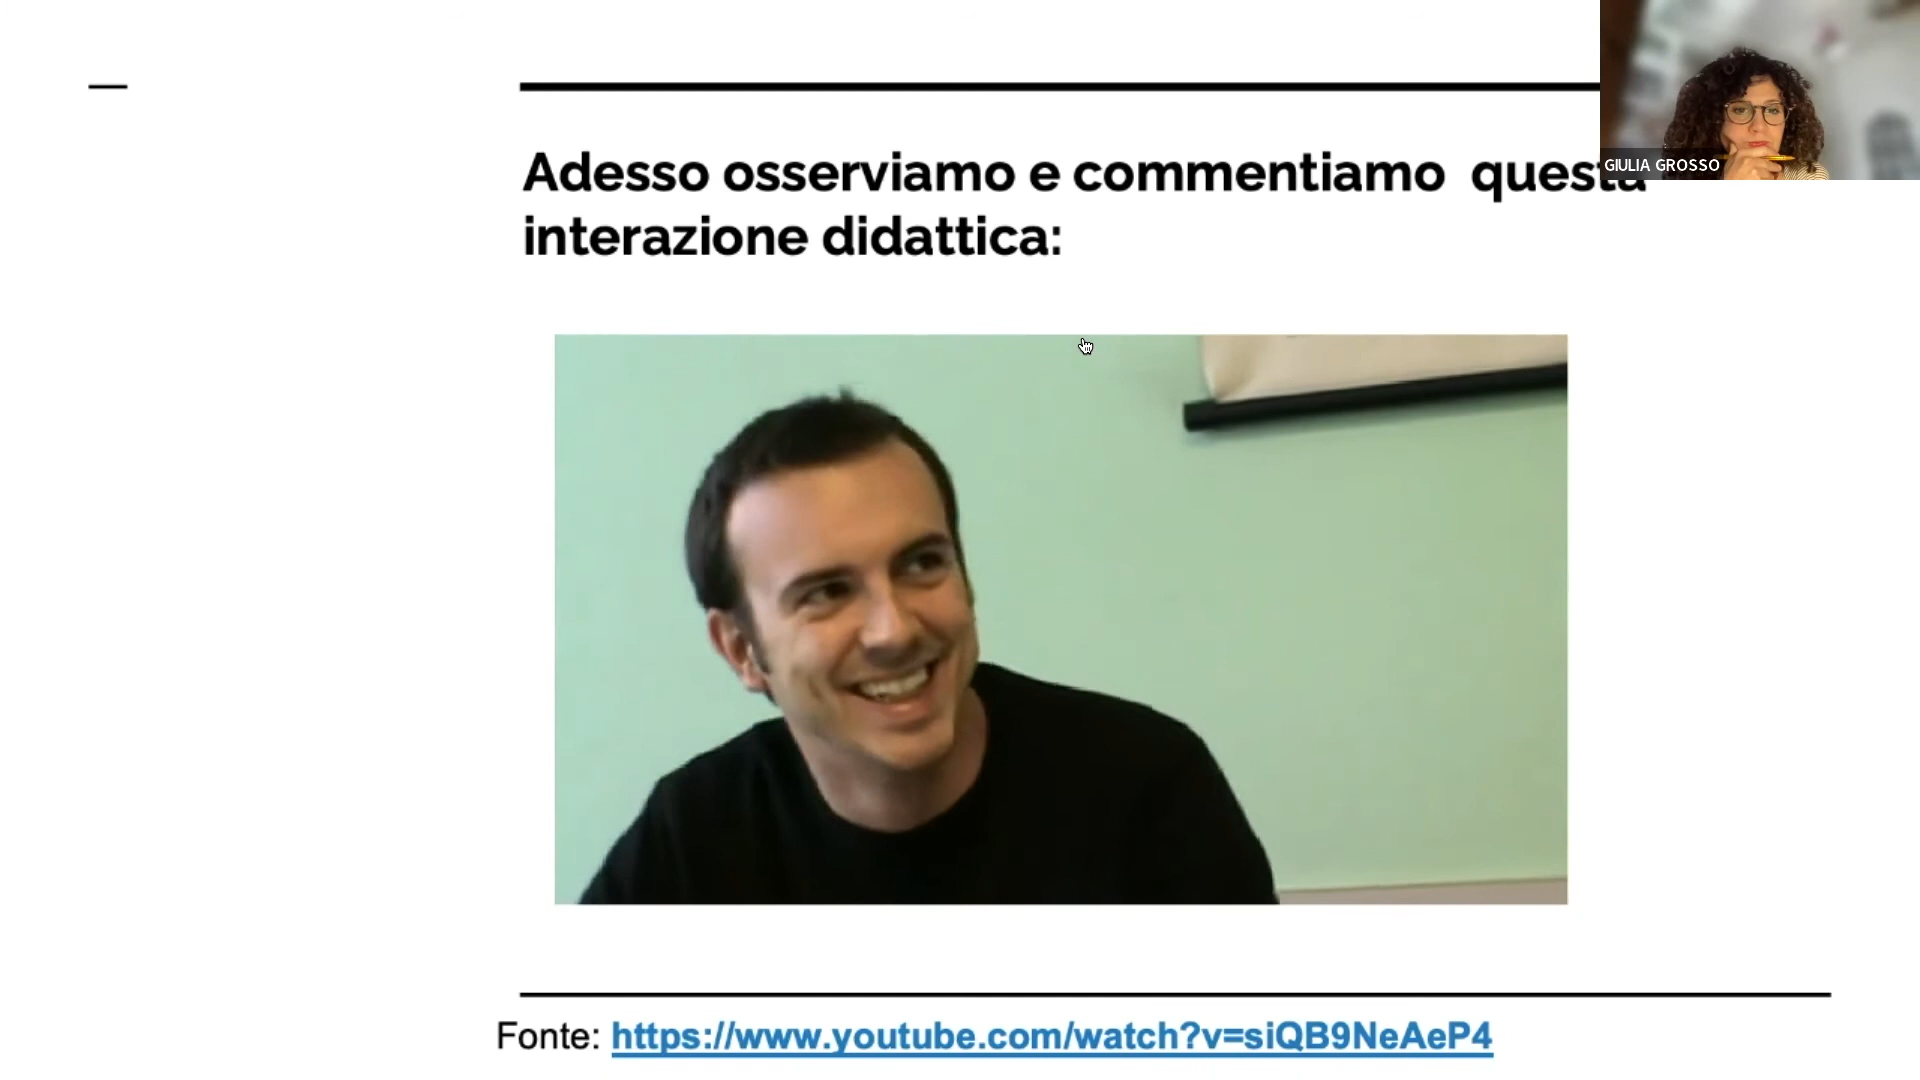 Adesso osserviamo e commentiamo questa
interazione didattica:
GIULIA GROSSO
Fonte: https://www.youtube.com/watch?v=siQB9NeAeP4